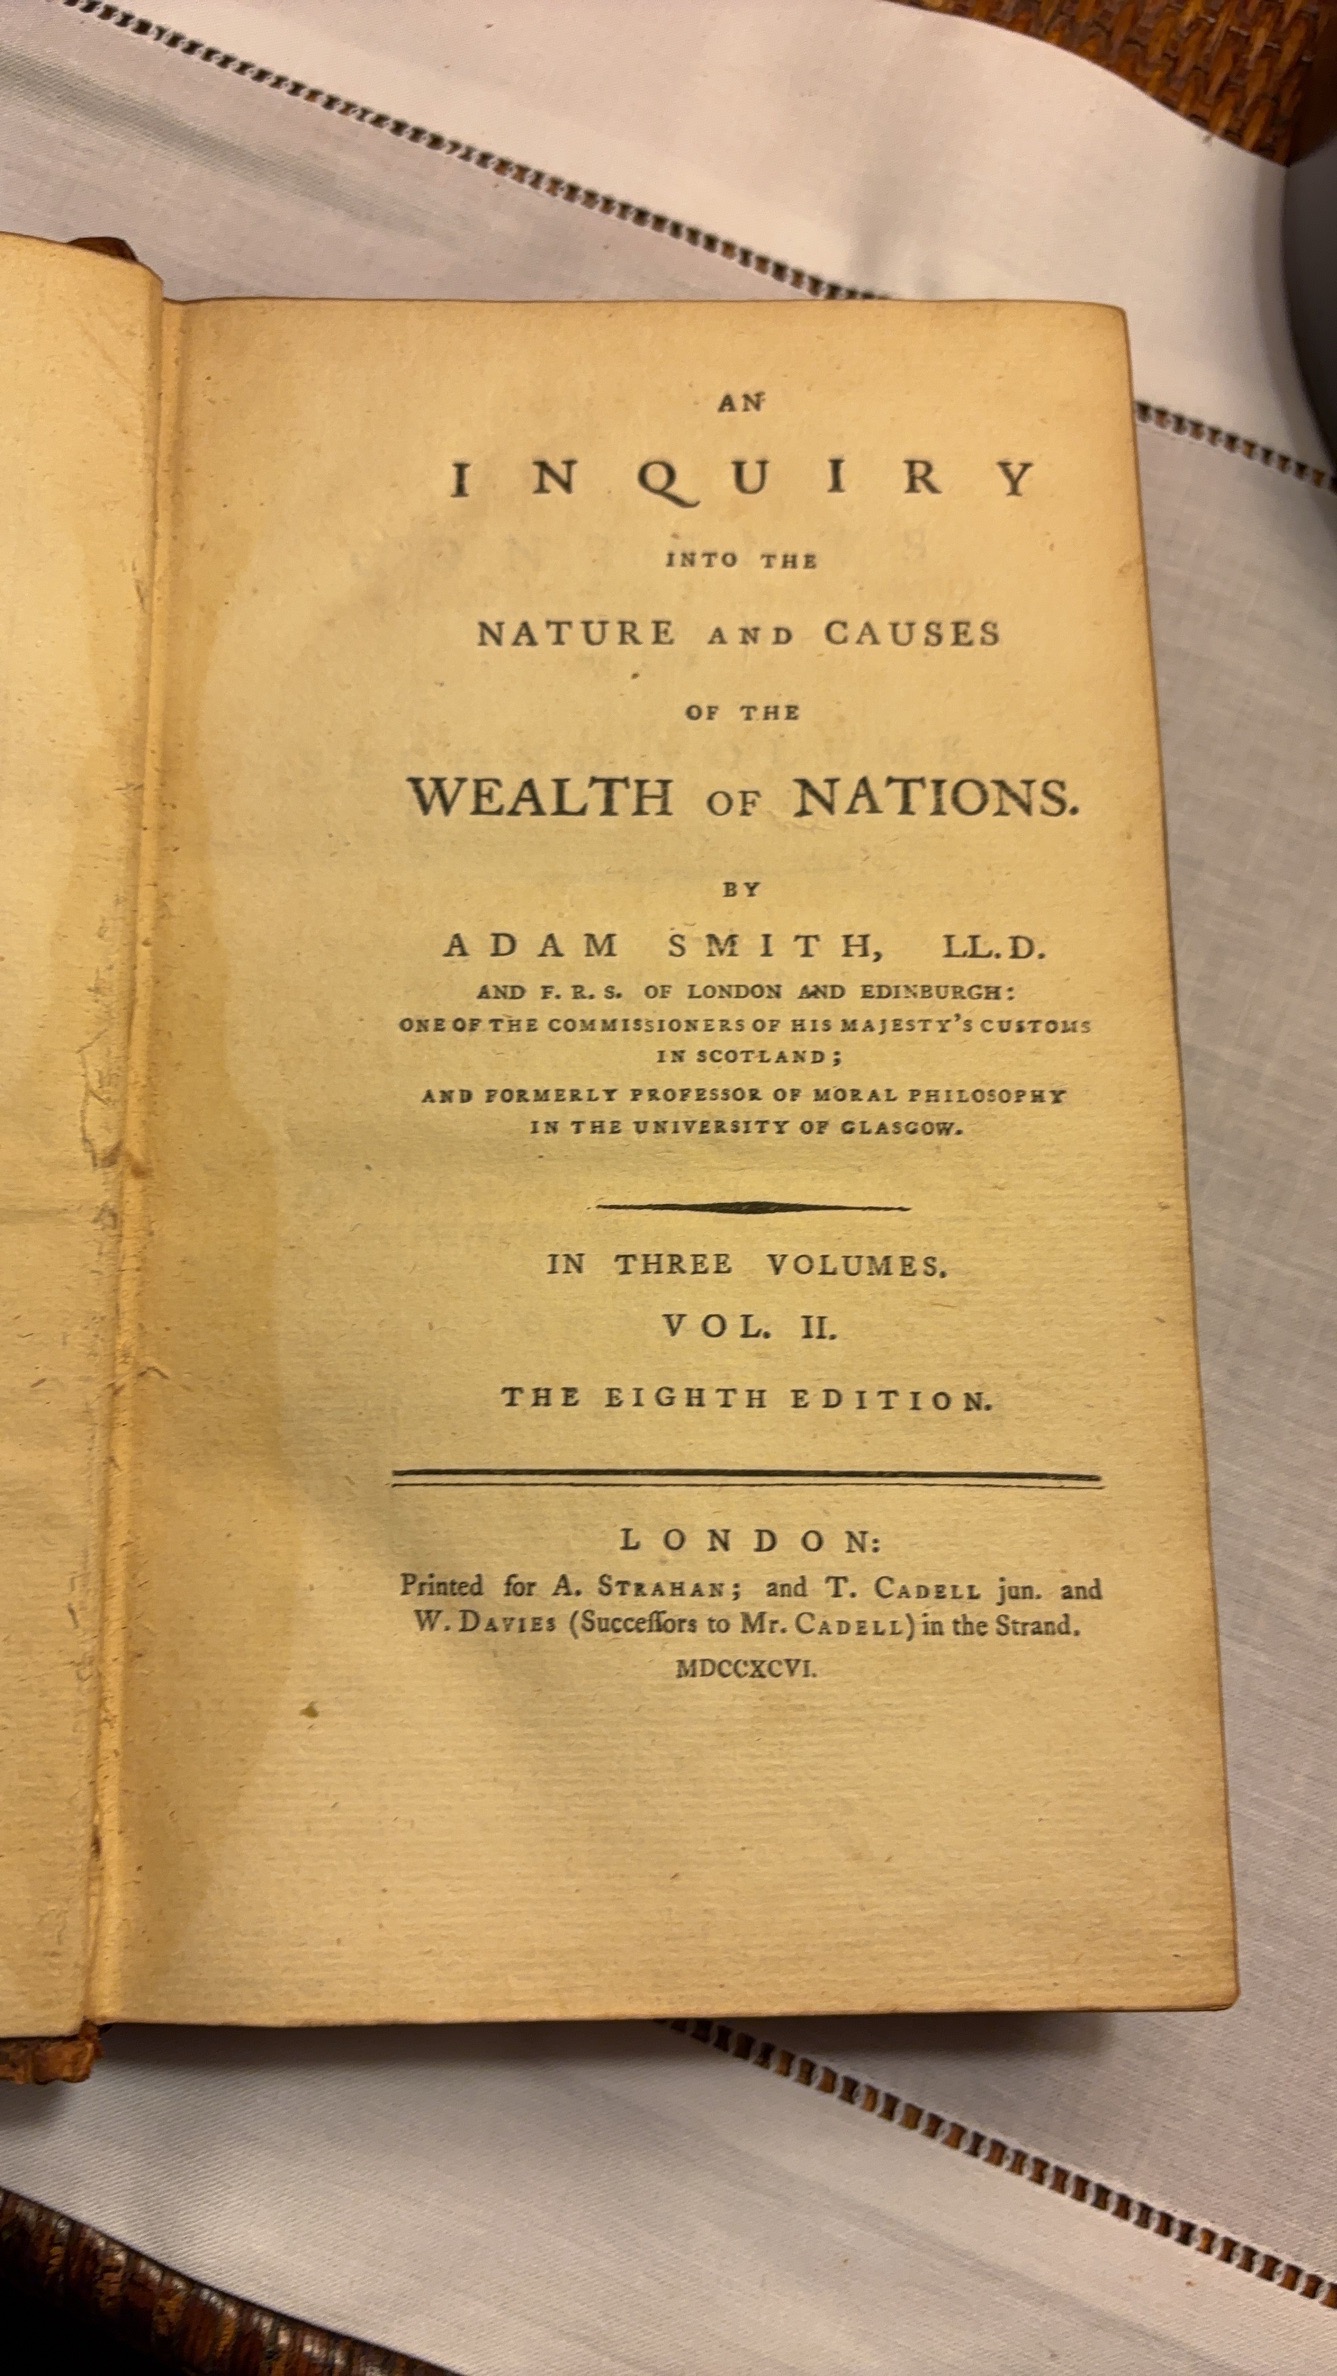 AN
INQUIRY
INTO THE
NATURE AND CAUSES
OF THE
WEALTH OF NATIONS.
BY
ADAM SMITH, LL.D.
AND F. R. S. OF LONDON AND EDINBURGH:
ONE OF THE COMMISSIONERS OF HIS MAJESTY'S CUSTOMS
IN SCOTLAND;
AND FORMERLY PROFESSOR OF MORAL PHILOSOPHY
IN THE UNIVERSITY OF GLASGOW.
IN THREE VOLUMES.
VOL. II.
THE EIGHTH EDITION.
LONDON:
Printed for A. STRAHAN; and T. CADELL jun. and
W. DAVIES (Succeſſors to Mr. CADELL) in the Strand.
MDCCXCVI.